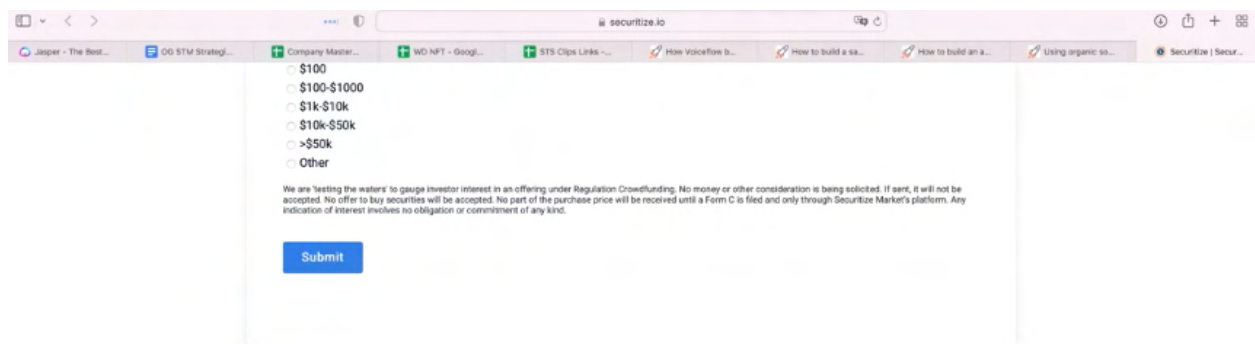 securitize.io
Jasper - The Best...
OG STM Strategi...
Company Master...
WD NFT - Googl...
STS Clips Links -...
How Voiceflow b...
How to build a sa...
How to build an a...
Using organic so...
Securitize | Secur...
$100
$100-$1000
$1k-$10k
$10k-$50k
>$50k
Other
We are 'testing the waters' to gauge investor interest in an offering under Regulation Crowdfunding. No money or other consideration is being solicited. If sent, it will not be
accepted. No offer to buy securities will be accepted. No part of the purchase price will be received until a Form C is filed and only through Securitize Market's platform. Any
indication of interest involves no obligation or commitment of any kind.
Submit